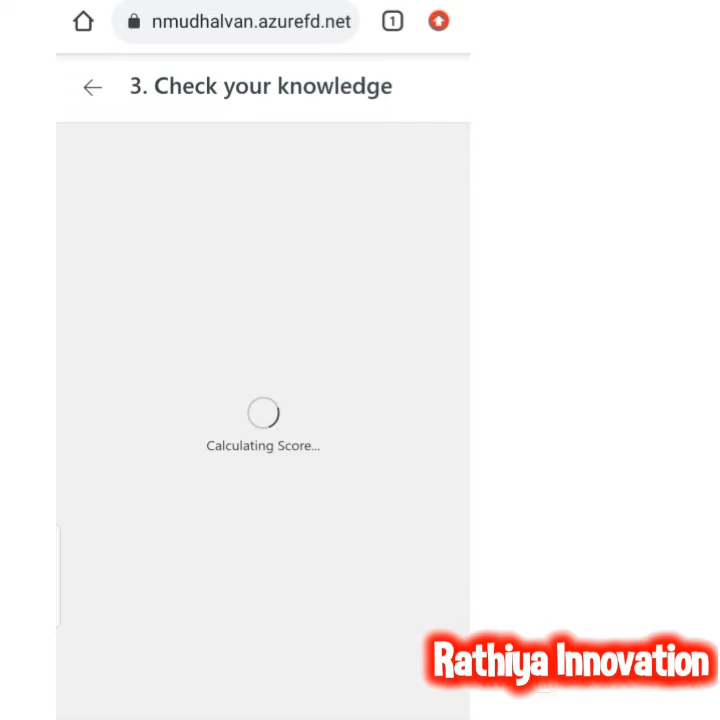 nmudhalvan.azurefd.net
1
3. Check your knowledge
Calculating Score...
Rathiya Innovation